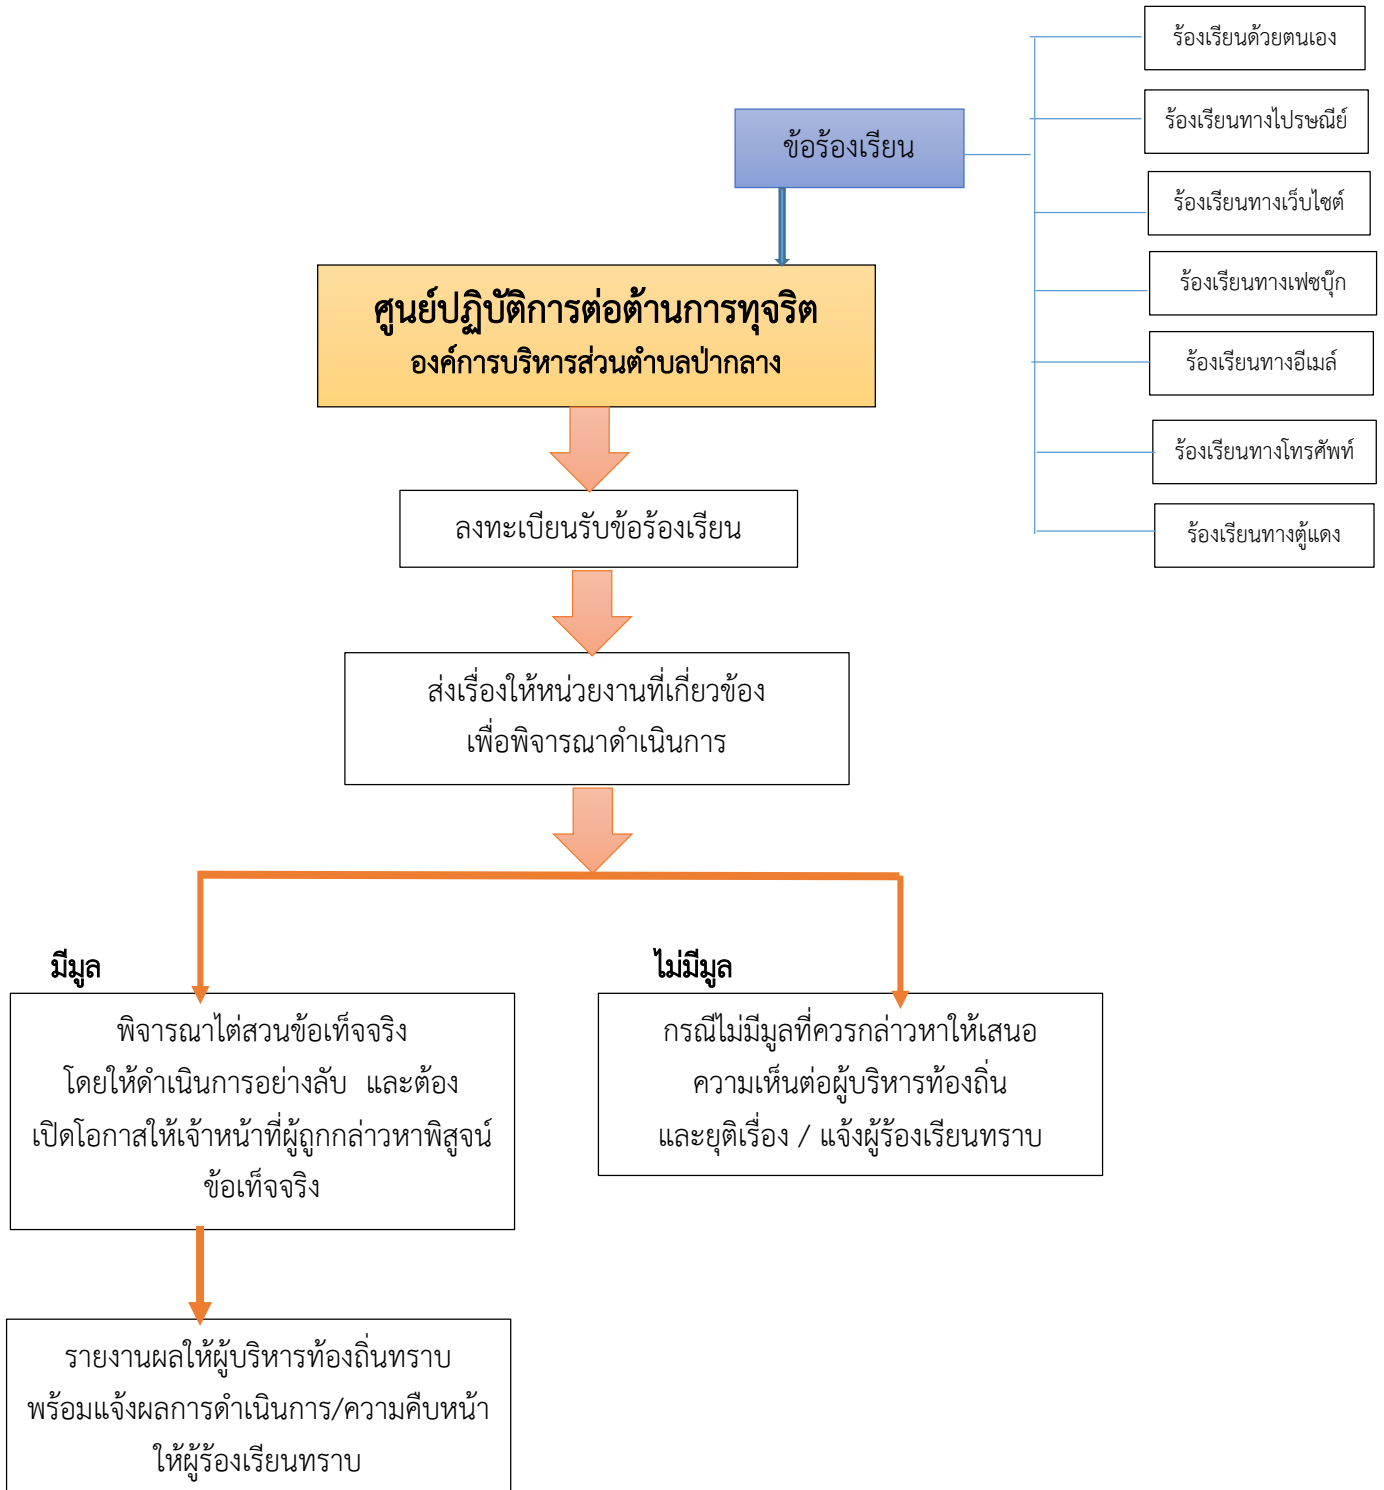 ข้อร้องเรียน
ร้องเรียนด้วยตนเอง
ร้องเรียนทางไปรษณีย์
ร้องเรียนทางเว็บไซต์
ร้องเรียนทางเฟซบุ๊ก
ร้องเรียนทางอีเมล์
ร้องเรียนทางโทรศัพท์
ร้องเรียนทางตู้แดง
ศูนย์ปฏิบัติการต่อต้านการทุจริต
องค์การบริหารส่วนตำบลป่ากลาง
ลงทะเบียนรับข้อร้องเรียน
ส่งเรื่องให้หน่วยงานที่เกี่ยวข้อง
เพื่อพิจารณาดำเนินการ
มีมูล
พิจารณาไต่สวนข้อเท็จจริง
โดยให้ดำเนินการอย่างลับ และต้อง
เปิดโอกาสให้เจ้าหน้าที่ผู้ถูกกล่าวหาพิสูจน์
ข้อเท็จจริง
ไม่มีมูล
กรณีไม่มีมูลที่ควรกล่าวหาให้เสนอ
ความเห็นต่อผู้บริหารท้องถิ่น
และยุติเรื่อง / แจ้งผู้ร้องเรียนทราบ
รายงานผลให้ผู้บริหารท้องถิ่นทราบ
พร้อมแจ้งผลการดำเนินการ/ความคืบหน้า
ให้ผู้ร้องเรียนทราบ